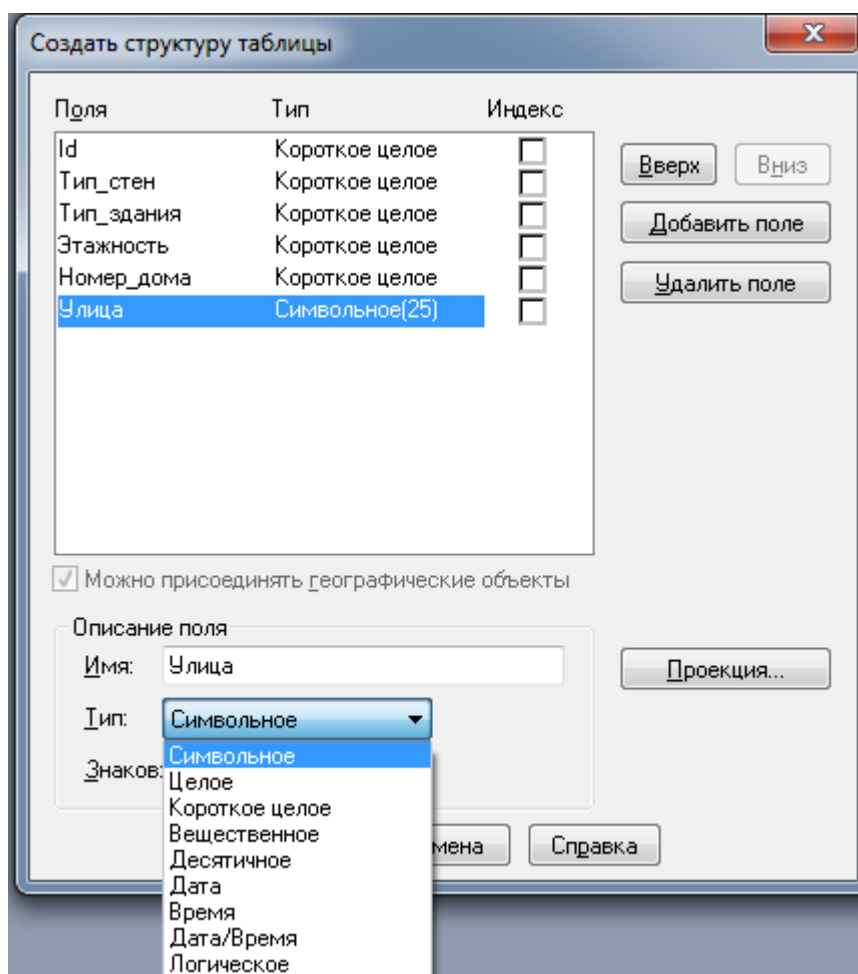 Создать структуру таблицы
Поля Тип Индекс
Id Короткое целое
Тип_стен Короткое целое
Тип_здания Короткое целое
Этажность Короткое целое
Номер_дома Короткое целое
Улица Символьное(25)
Вверх Вниз
Добавить поле
Удалить поле
Можно присоединять географические объекты
Описание поля
Имя: Улица
Проекция...
Тип: Символьное
Знаков:
Символьное
Целое
Короткое целое
Вещественное
Десятичное
Дата
Время
Дата/Время
Логическое
мена Справка